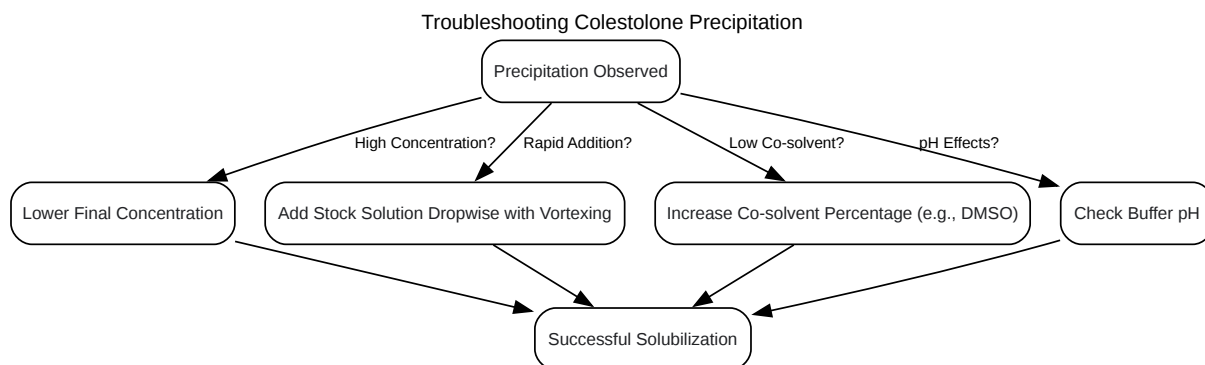 Troubleshooting Colestolone Precipitation
Precipitation Observed
High Concentration?
Rapid Addition?
Low Co-solvent?
pH Effects?
Lower Final Concentration
Add Stock Solution Dropwise with Vortexing
Increase Co-solvent Percentage (e.g., DMSO)
Check Buffer pH
Successful Solubilization